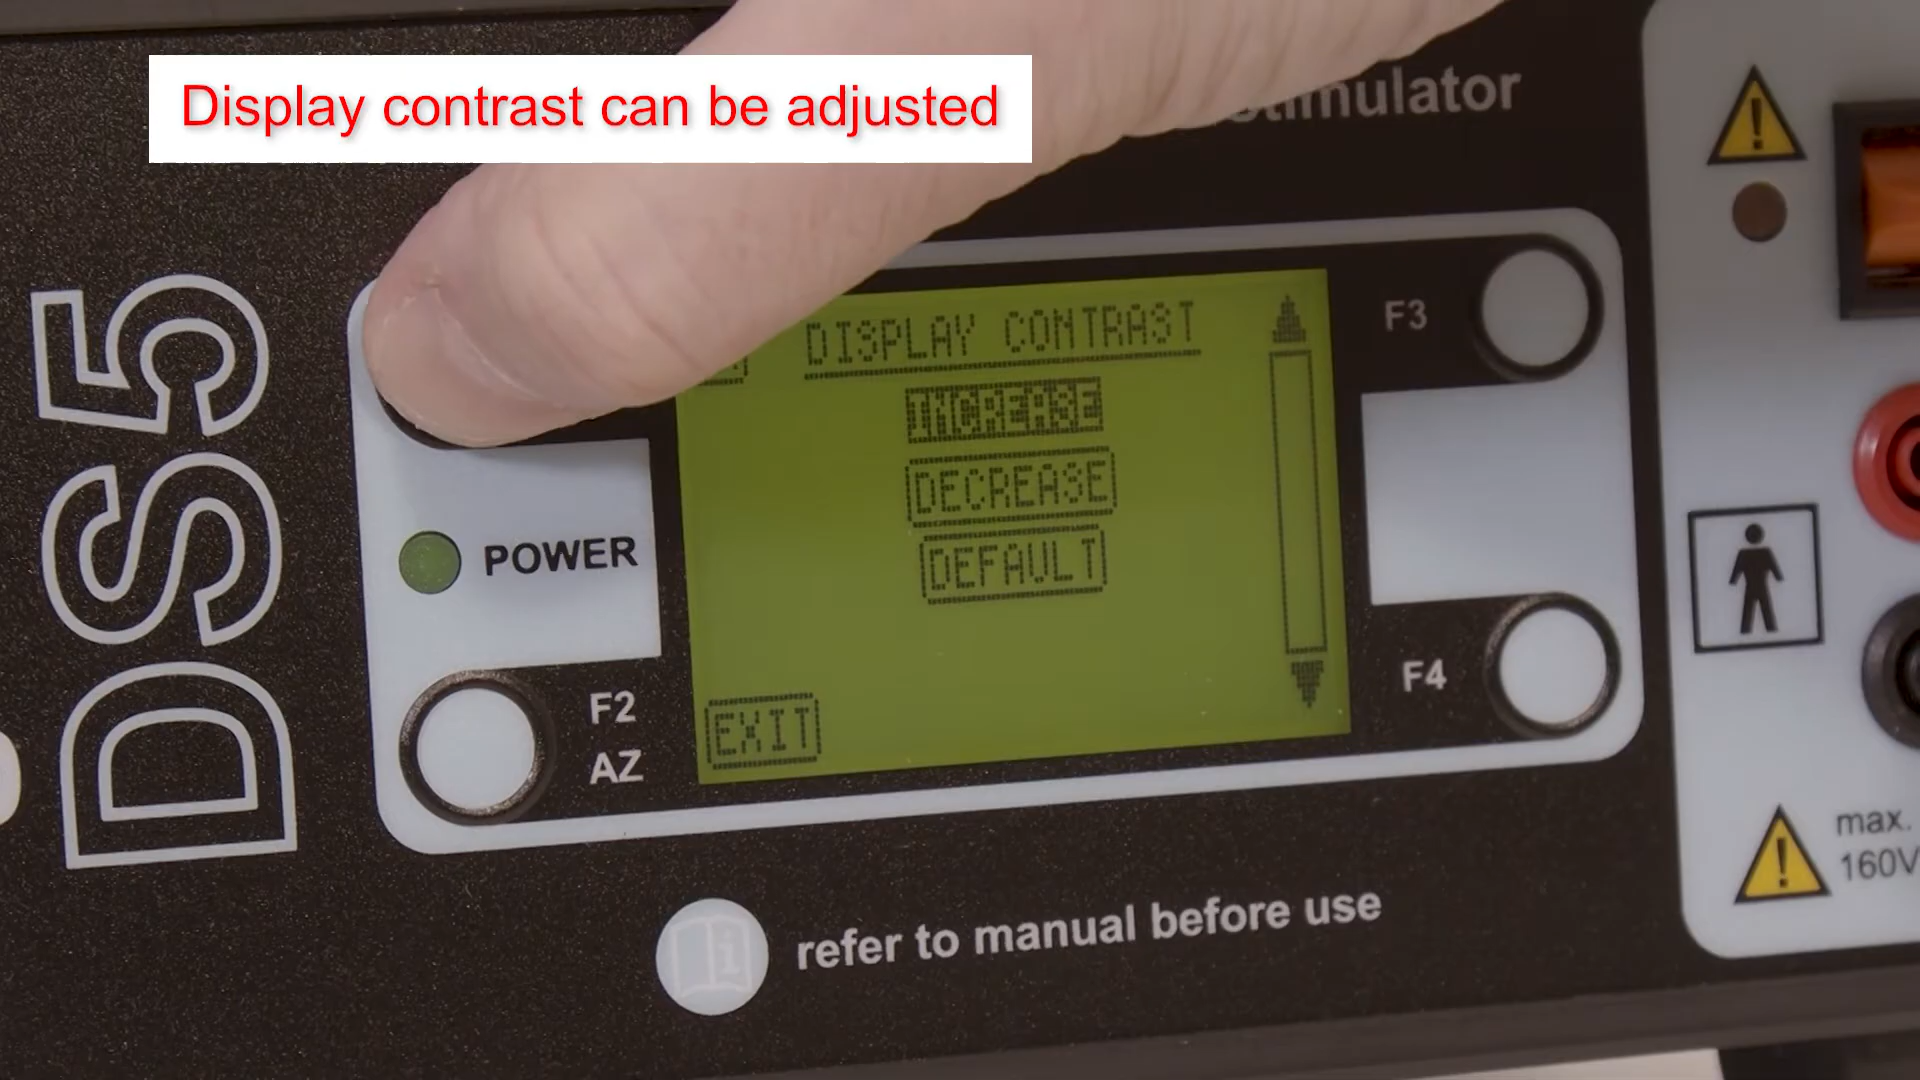 Display contrast can be adjusted
DS5
DISPLAY CONTRAST
INCREASE
DECREASE
DEFAULT
EXIT
POWER
F2
AZ
F3
F4
max.
160V
refer to manual before use